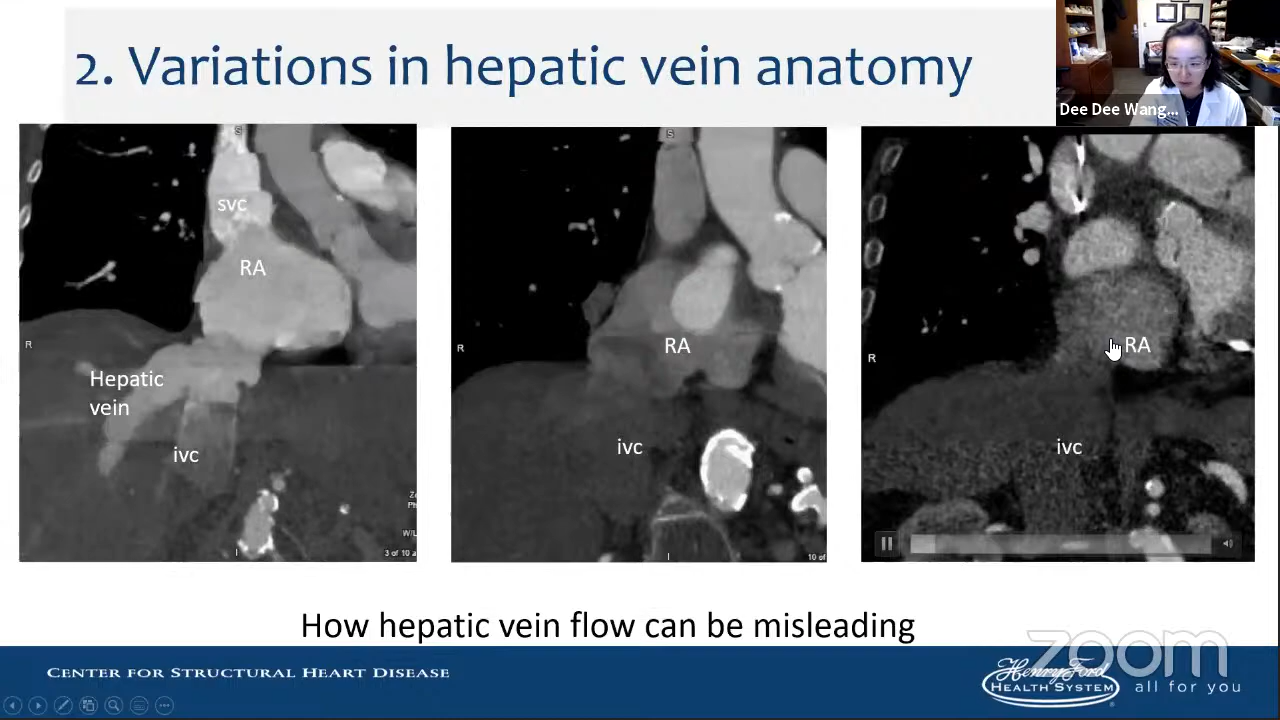 2. Variations in hepatic vein anatomy
Dee Dee Wang...
S
svc
RA
R
Hepatic
vein
ivc
Ph
W/L
3 of 10 a
I
S
R
RA
ivc
10 of
I
R
RA
ivc
How hepatic vein flow can be misleading
CENTER FOR STRUCTURAL HEART DISEASE
zoom
Henry Ford
HEALTH SYSTEM
all for you